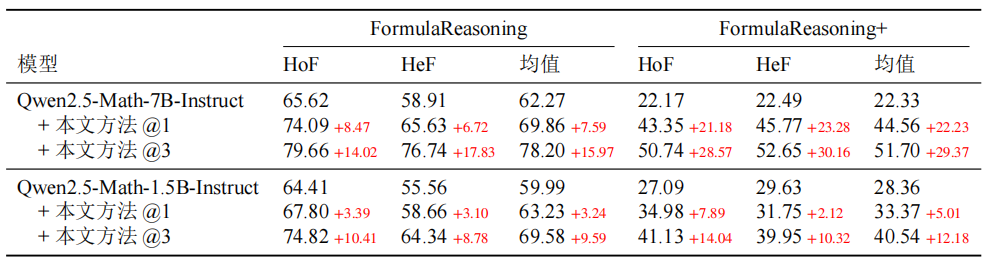 FormulaReasoning FormulaReasoning+
模型 HoF HeF 均值 HoF HeF 均值
Qwen2.5-Math-7B-Instruct 65.62 58.91 62.27 22.17 22.49 22.33
+ 本文方法 @1 74.09 +8.47 65.63 +6.72 69.86 +7.59 43.35 +21.18 45.77 +23.28 44.56 +22.23
+ 本文方法 @3 79.66 +14.02 76.74 +17.83 78.20 +15.97 50.74 +28.57 52.65 +30.16 51.70 +29.37
Qwen2.5-Math-1.5B-Instruct 64.41 55.56 59.99 27.09 29.63 28.36
+ 本文方法 @1 67.80 +3.39 58.66 +3.10 63.23 +3.24 34.98 +7.89 31.75 +2.12 33.37 +5.01
+ 本文方法 @3 74.82 +10.41 64.34 +8.78 69.58 +9.59 41.13 +14.04 39.95 +10.32 40.54 +12.18